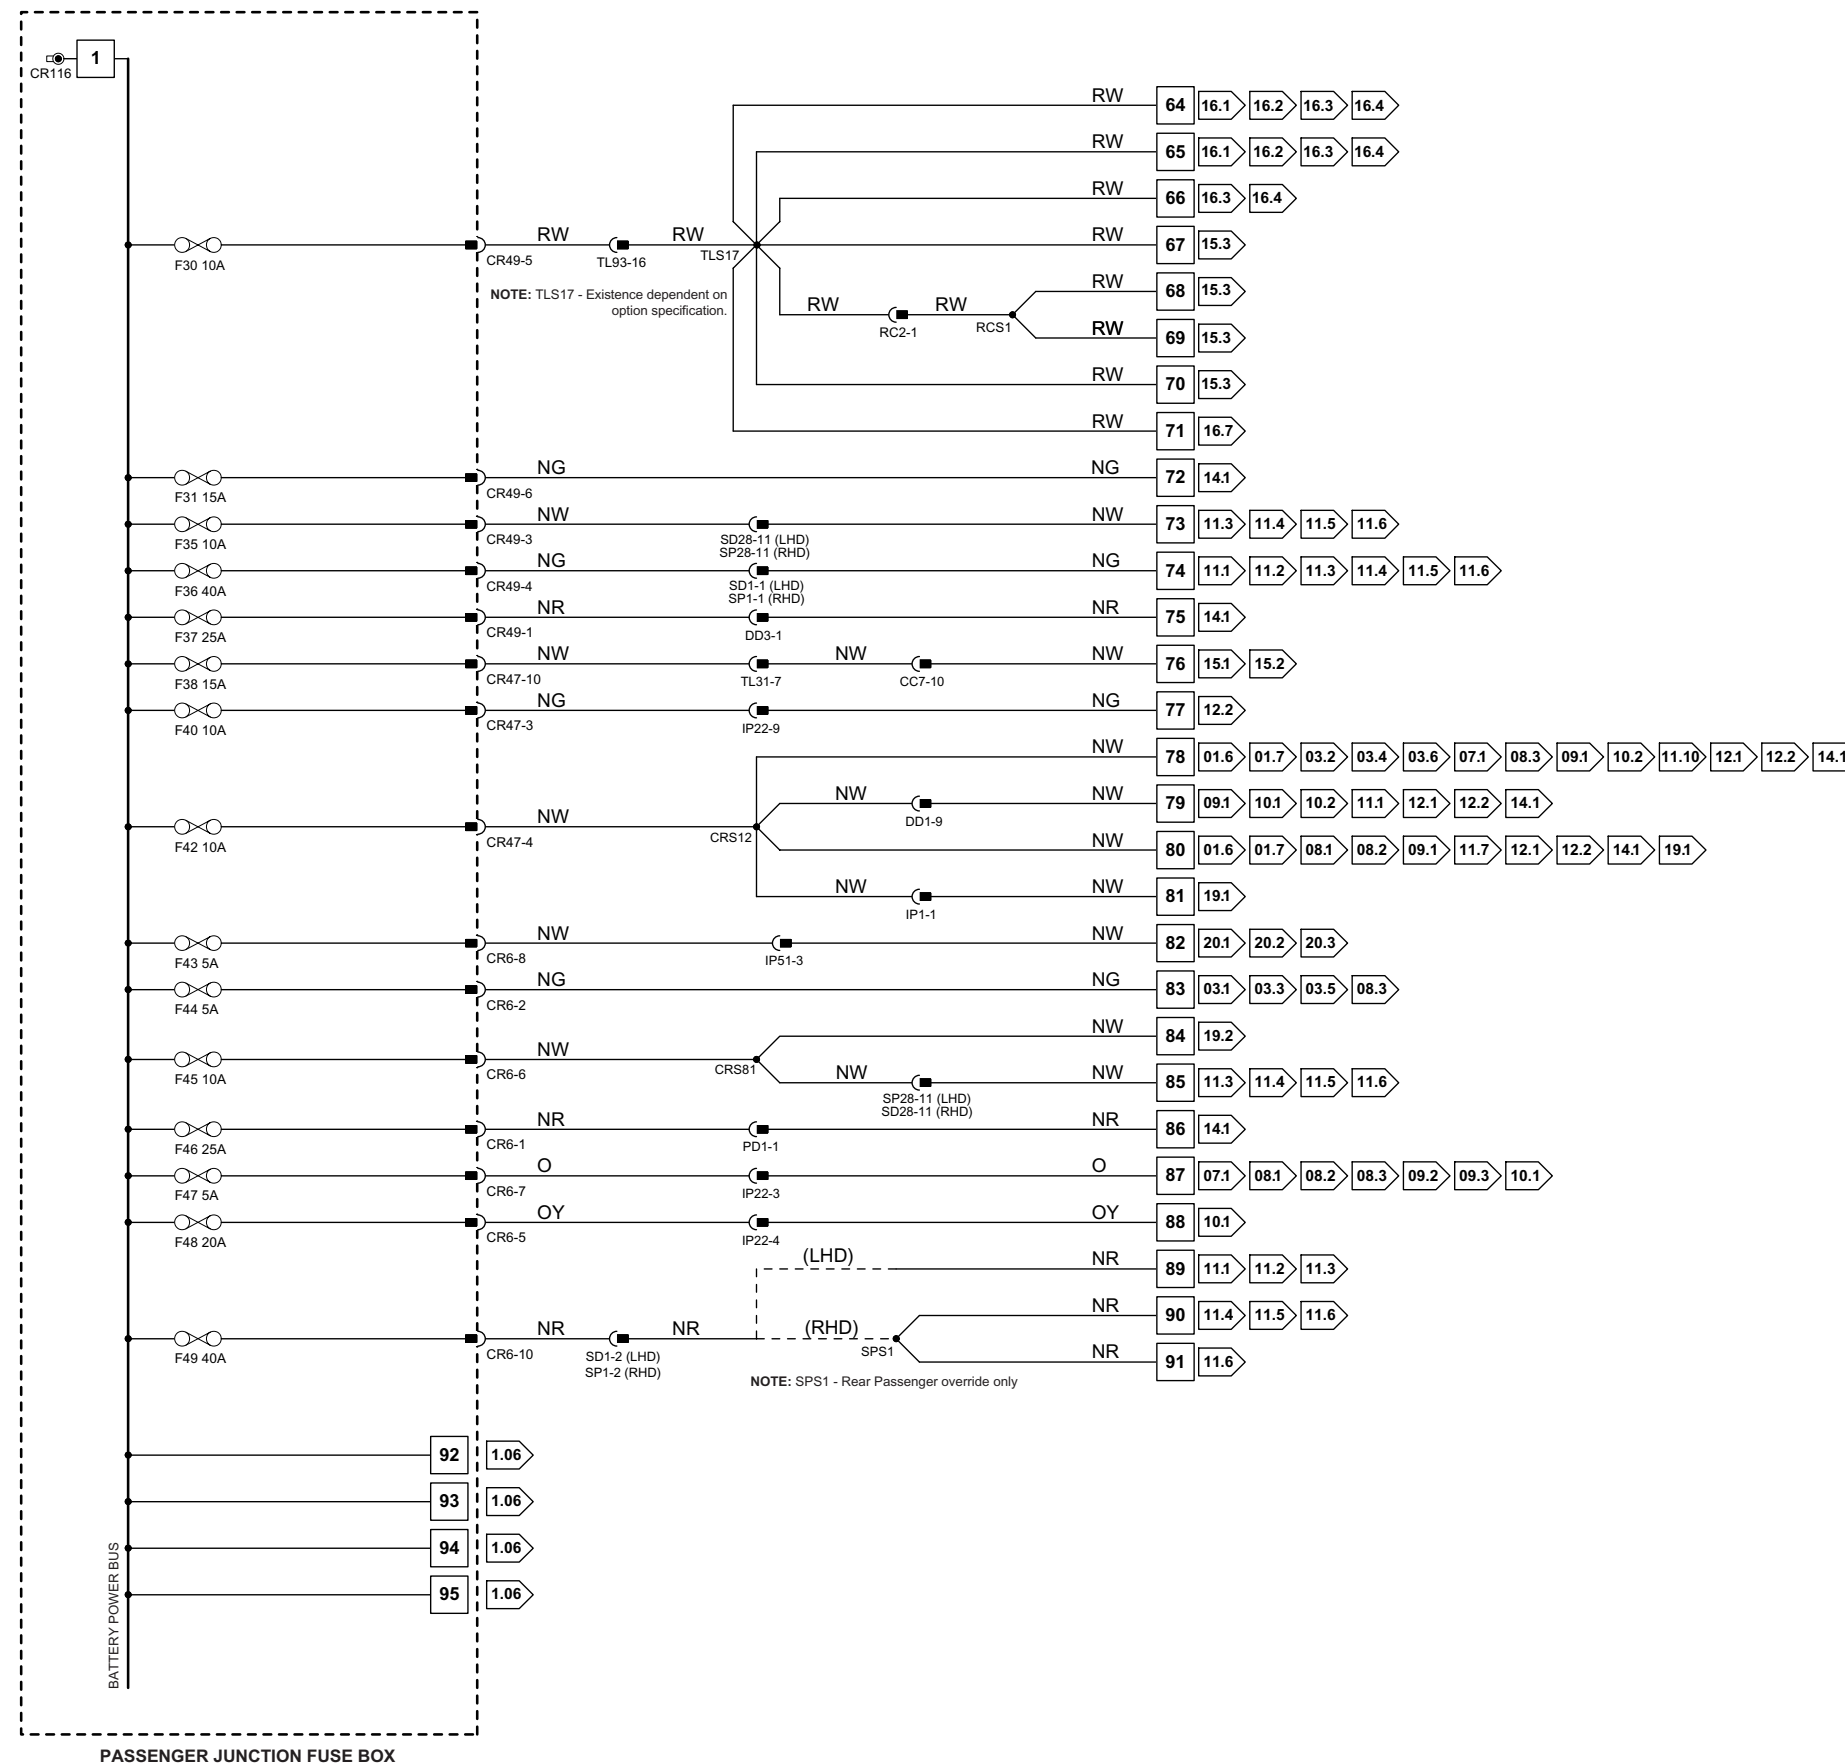 1
CR116
RW 64 16.1 16.2 16.3 16.4
RW 65 16.1 16.2 16.3 16.4
RW 66 16.3 16.4
F30 10A CR49-5 RW TL93-16 RW TLS17 RW 67 15.3
NOTE: TLS17 - Existence dependent on
option specification.
RW 68 15.3
RW RC2-1 RW RCS1
RW 69 15.3
RW 70 15.3
RW 71 16.7
F31 15A CR49-6 NG NG 72 14.1
F35 10A CR49-3 NW SD28-11 (LHD) NW 73 11.3 11.4 11.5 11.6
SP28-11 (RHD)
F36 40A CR49-4 NG SD1-1 (LHD) NG 74 11.1 11.2 11.3 11.4 11.5 11.6
SP1-1 (RHD)
F37 25A CR49-1 NR DD3-1 NR 75 14.1
F38 15A CR47-10 NW TL31-7 NW CC7-10 NW 76 15.1 15.2
F40 10A CR47-3 NG IP22-9 NG 77 12.2
NW 78 01.6 01.7 03.2 03.4 03.6 07.1 08.3 09.1 10.2 11.10 12.1 12.2 14.1
NW DD1-9 NW 79 09.1 10.1 10.2 11.1 12.1 12.2 14.1
F42 10A CR47-4 NW CRS12
NW 80 01.6 01.7 08.1 08.2 09.1 11.7 12.1 12.2 14.1 19.1
NW IP1-1 NW 81 19.1
F43 5A CR6-8 NW IP51-3 NW 82 20.1 20.2 20.3
F44 5A CR6-2 NG NG 83 03.1 03.3 03.5 08.3
NW 84 19.2
F45 10A CR6-6 NW CRS81
NW SP28-11 (LHD) NW 85 11.3 11.4 11.5 11.6
SD28-11 (RHD)
F46 25A CR6-1 NR PD1-1 NR 86 14.1
F47 5A CR6-7 O IP22-3 O 87 07.1 08.1 08.2 08.3 09.2 09.3 10.1
F48 20A CR6-5 OY IP22-4 OY 88 10.1
(LHD) NR 89 11.1 11.2 11.3
NR 90 11.4 11.5 11.6
F49 40A CR6-10 NR SD1-2 (LHD) NR (RHD) SPS1
SP1-2 (RHD)
NR 91 11.6
NOTE: SPS1 - Rear Passenger override only
92 1.06
93 1.06
94 1.06
95 1.06
BATTERY POWER BUS
PASSENGER JUNCTION FUSE BOX